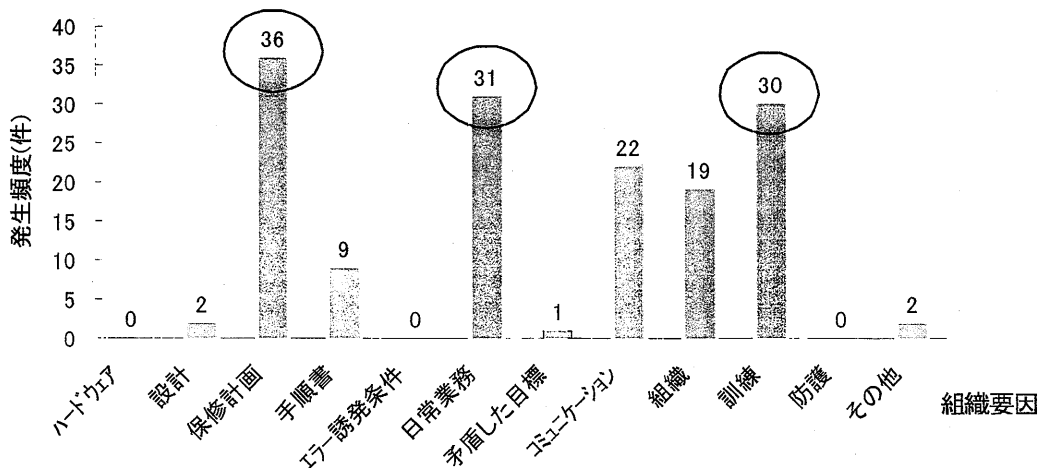 40
35
30
25
20
15
10
5
0
発生頻度(件)
0
2
36
9
0
31
1
22
19
30
0
2
ハードウェア
設計
保修計画
手順書
エラー誘発条件
日常業務
矛盾した目標
コミュニケーション
組織
訓練
防護
その他
組織要因